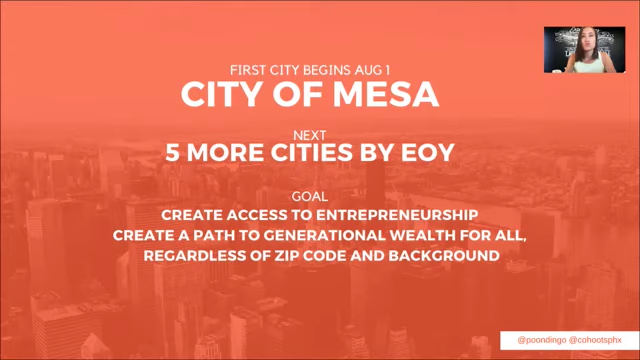 FIRST CITY BEGINS AUG 1
CITY OF MESA
NEXT
5 MORE CITIES BY EOY
GOAL
CREATE ACCESS TO ENTREPRENEURSHIP
CREATE A PATH TO GENERATIONAL WEALTH FOR ALL,
REGARDLESS OF ZIP CODE AND BACKGROUND
@poondingo @cohootsphx